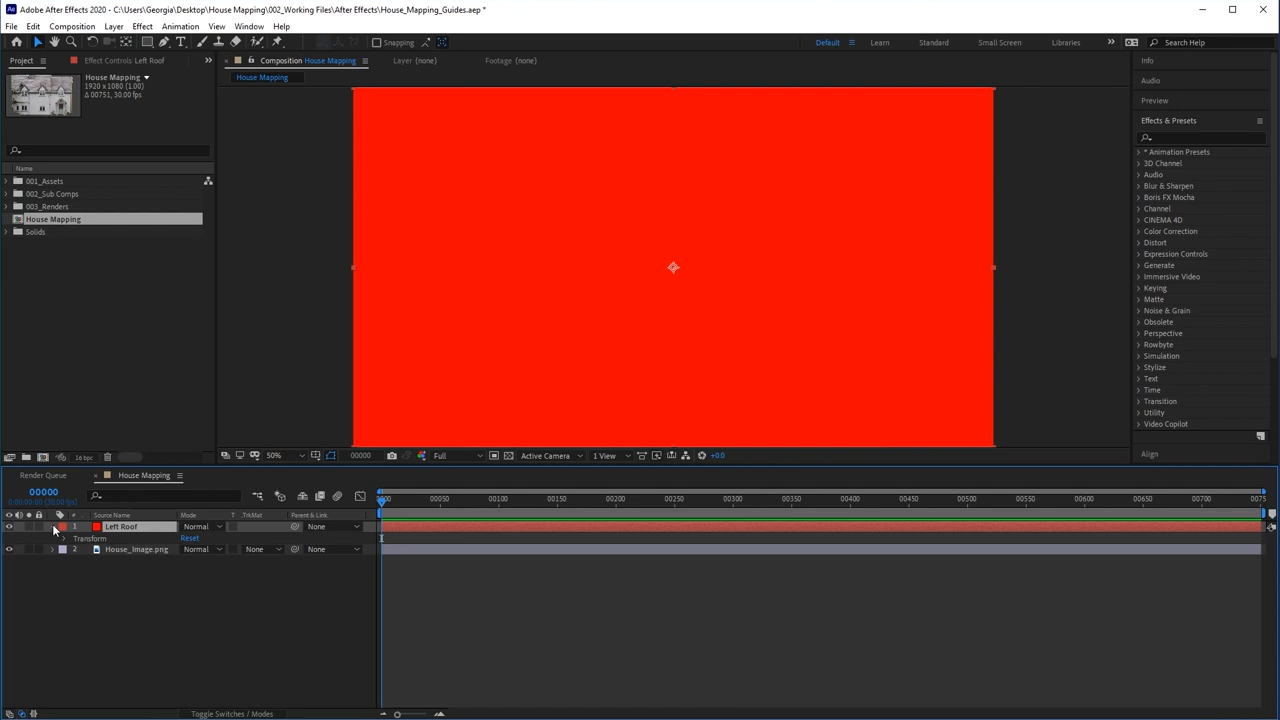 Adobe After Effects 2020 - C:\Users\Georgia\Desktop\House Mapping\002_Working Files\After Effects\House_Mapping_Guides.aep *
File Edit Composition Layer Effect Animation View Window Help
Snapping Default Learn Standard Small Screen Libraries Search Help
Project Effect Controls Left Roof Composition House Mapping Layer (none) Footage (none) Info
House Mapping
1920 x 1080 (1.00)
Δ 00751, 30.00 fps
House Mapping
Audio
Preview
Effects & Presets
Name
001_Assets
002_Sub Comps
003_Renders
House Mapping
Solids
* Animation Presets
3D Channel
Audio
Blur & Sharpen
Boris FX Mocha
Channel
CINEMA 4D
Color Correction
Distort
Expression Controls
Generate
Immersive Video
Keying
Matte
Noise & Grain
Obsolete
Perspective
Rowbyte
Simulation
Stylize
Text
Time
Transition
Utility
Video Copilot
Align
16 bpc 50% 00000 Full Active Camera 1 View +0.0
Render Queue House Mapping
00000
00050 00100 00150 00200 00250 00300 00350 00400 00450 00500 00550 00600 00650 00700
# Source Name Mode T .TrkMat Parent & Link
1 Left Roof Normal None
Transform Reset
2 House_Image.png Normal None None
Toggle Switches / Modes